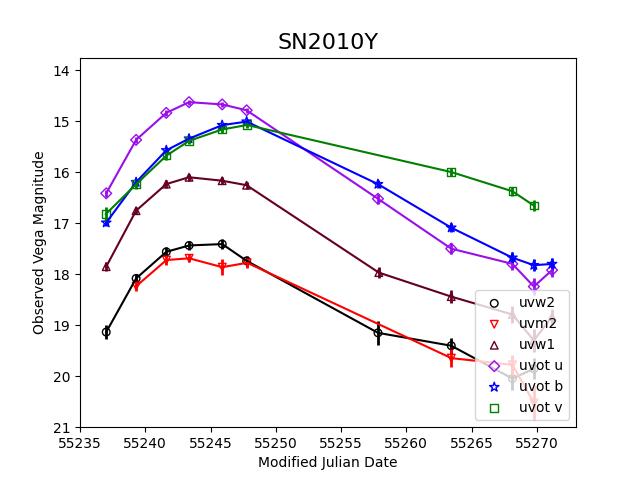 SN2010Y
Observed Vega Magnitude
14
15
16
17
18
19
20
21
uvw2
uvm2
uvw1
uvot u
uvot b
uvot v
55235 55240 55245 55250 55255 55260 55265 55270
Modified Julian Date